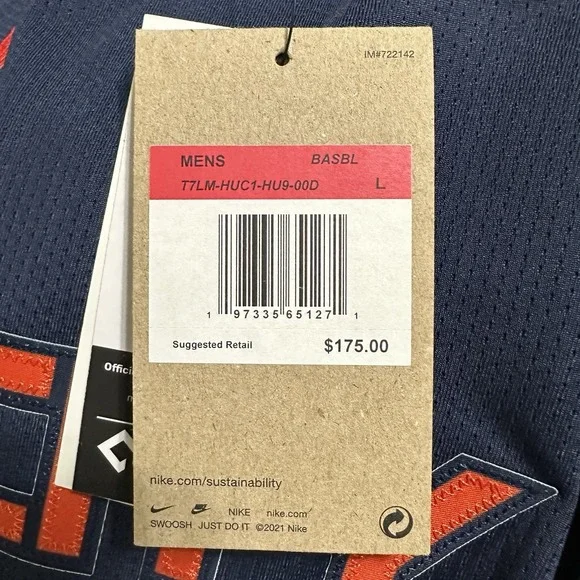 IM#722142
MENS BASBL
T7LM-HUC1-HU9-00D L
1 97335 65127 1
Suggested Retail $175.00
Offici
nike.com/sustainability
NIKE nike.com
SWOOSH JUST DO IT ©2021 Nike